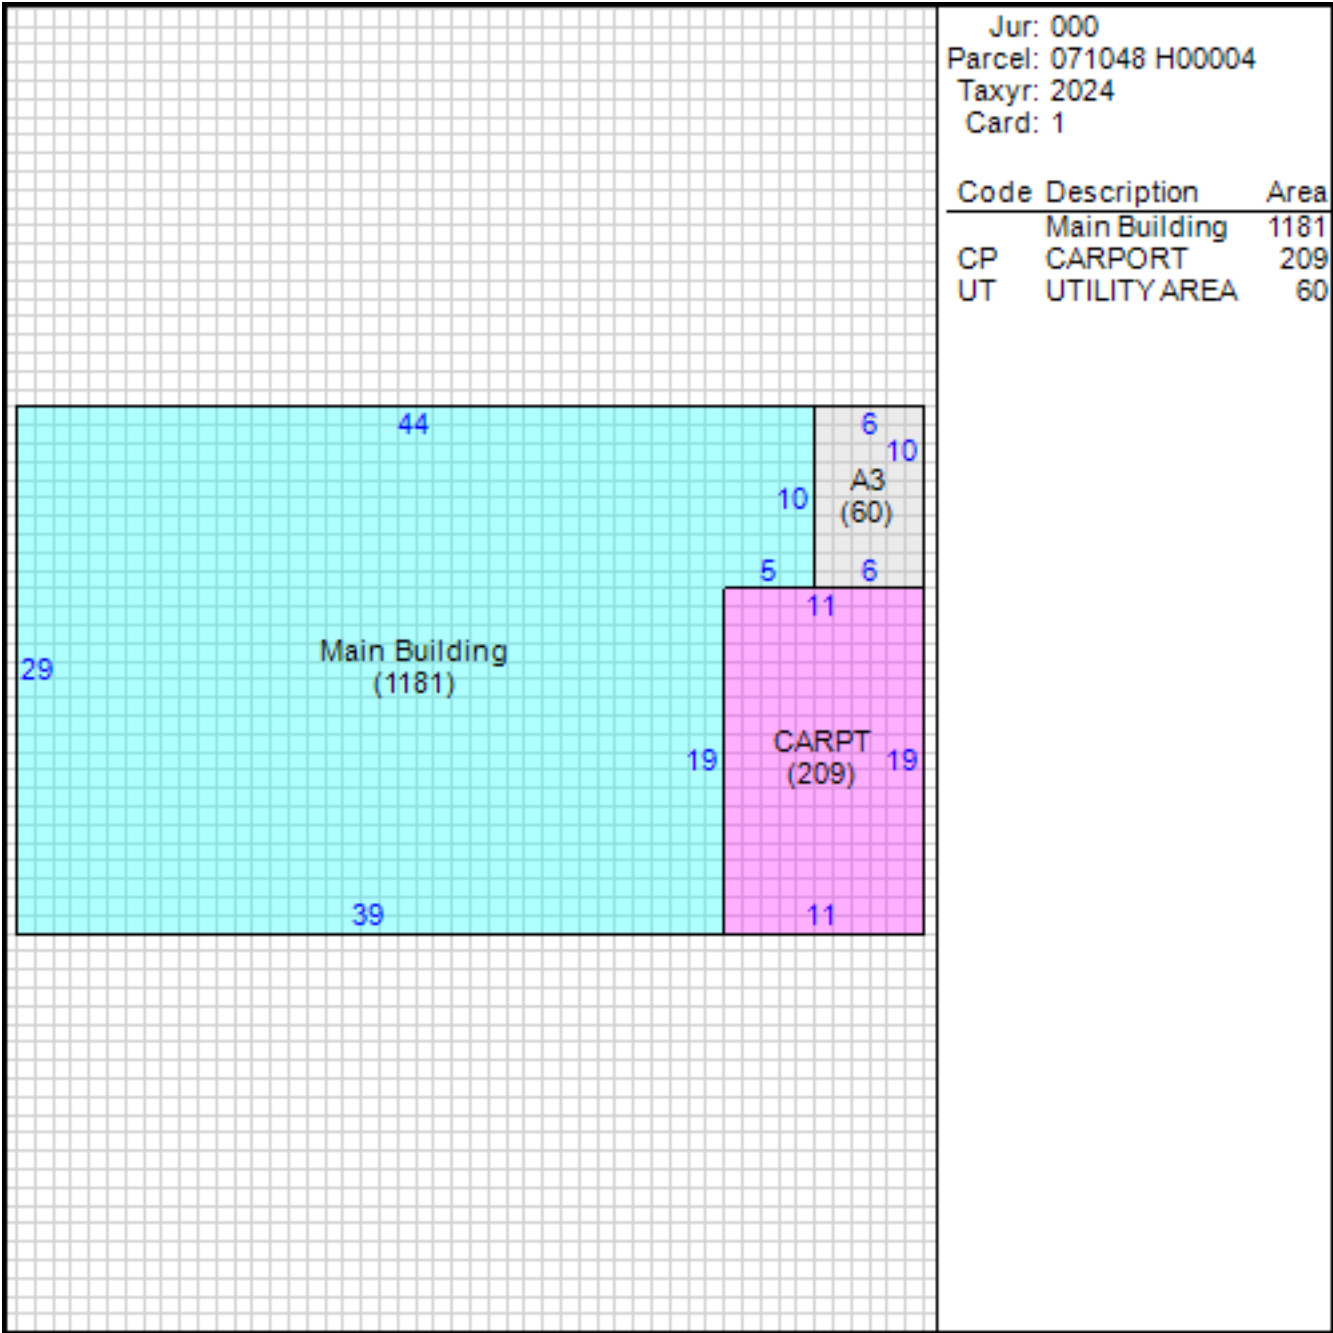 Jur: 000
Parcel: 071048 H00004
Taxyr: 2024
Card: 1
Code Description Area
Main Building 1181
CP CARPORT 209
UT UTILITY AREA 60
44
6
10
A3
(60)
10
5
6
11
Main Building
(1181)
29
CARPT
(209)
19
19
39
11